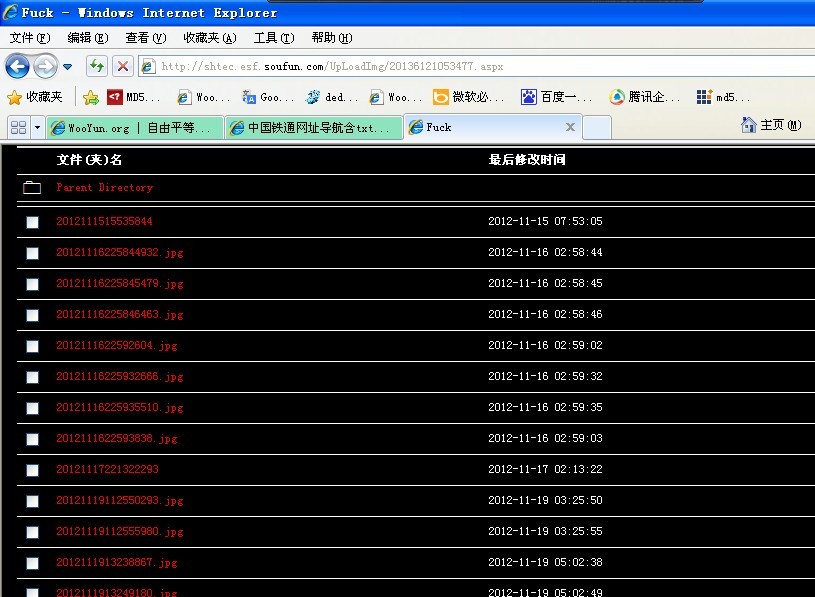 Fuck - Windows Internet Explorer
文件(F) 编辑(E) 查看(V) 收藏夹(A) 工具(T) 帮助(H)
http://shtec.esf.soufun.com/UpLoadImg/20136121053477.aspx
收藏夹 MD5... Woo... Goo... ded... Woo... 微软必... 百度一... 腾讯企... md5...
WooYun.org | 自由平等... 中国铁通网址导航含txt... Fuck 主页(M)
文件(夹)名 最后修改时间
Parent Directory
2012111515535844 2012-11-15 07:53:05
20121116225844932.jpg 2012-11-16 02:58:44
20121116225845479.jpg 2012-11-16 02:58:45
20121116225846463.jpg 2012-11-16 02:58:46
2012111622592604.jpg 2012-11-16 02:59:02
20121116225932666.jpg 2012-11-16 02:59:32
20121116225935510.jpg 2012-11-16 02:59:35
2012111622593838.jpg 2012-11-16 02:59:03
20121117221322293 2012-11-17 02:13:22
20121119112550293.jpg 2012-11-19 03:25:50
20121119112555980.jpg 2012-11-19 03:25:55
2012111913238867.jpg 2012-11-19 05:02:38
2012111913249180.jpg 2012-11-19 05:02:49